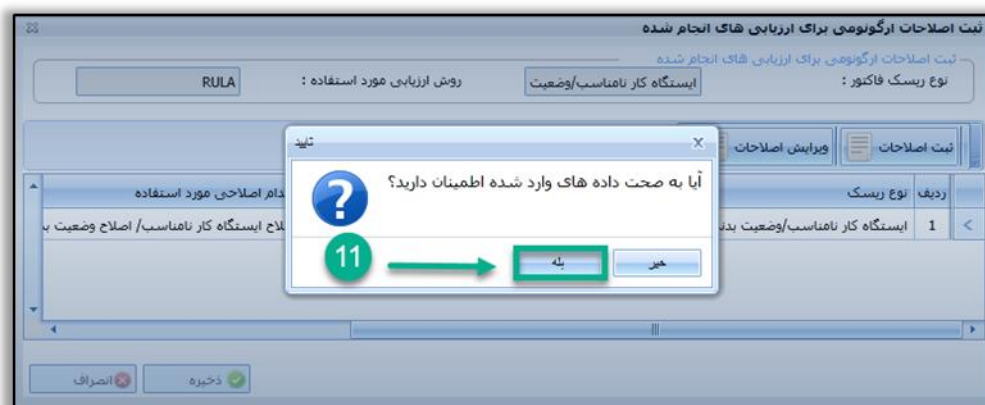 ثبت اصلاحات ارگونومی برای ارزیابی های انجام شده
ثبت اصلاحات ارگونومی برای ارزیابی های انجام شده
نوع ریسک فاکتور : ایستگاه کار نامناسب/وضعیت روش ارزیابی مورد استفاده : RULA
ثبت اصلاحات ویرایش اصلاحات
تایید
آیا به صحت داده های وارد شده اطمینان دارید؟
خیر بله
11
ردیف نوع ریسک اصلاحی مورد استفاده
1 ایستگاه کار نامناسب/وضعیت ایستگاه کار نامناسب/ اصلاح وضعیت
ذخیره انصراف